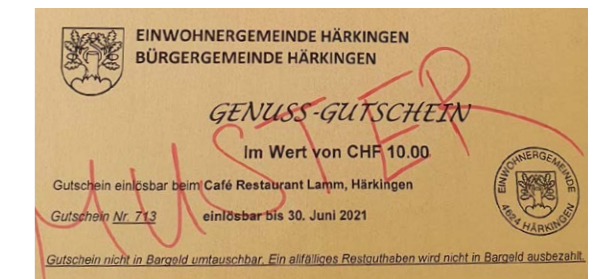 EINWOHNERGEMEINDE HÄRKINGEN
BÜRGERGEMEINDE HÄRKINGEN
GENUSS-GUTSCHEIN
Im Wert von CHF 10.00
Gutschein einlösbar beim Café Restaurant Lamm, Härkingen
Gutschein Nr. 713 einlösbar bis 30. Juni 2021
EINWOHNERGEMEINDE
4624 HÄRKINGEN
Gutschein nicht in Bargeld umtauschbar. Ein allfälliges Restguthaben wird nicht in Bargeld ausbezahlt.
MUSTER